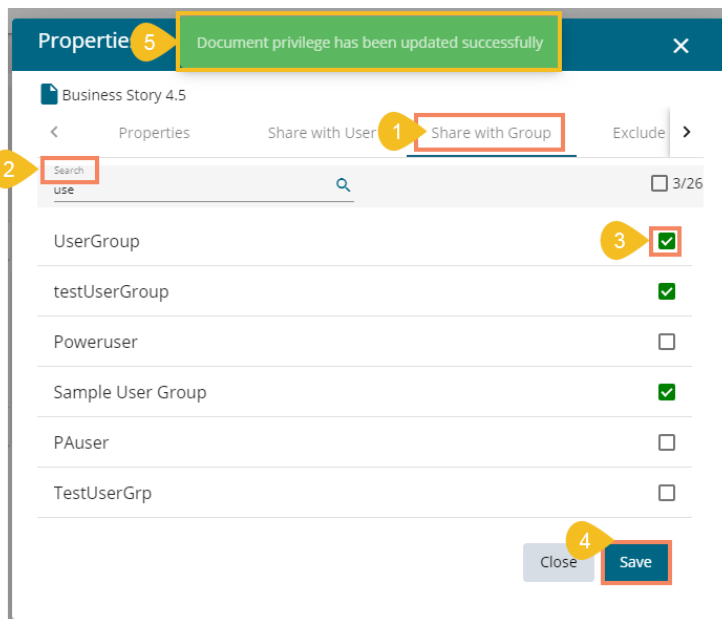 Properties
5
Document privilege has been updated successfully
Business Story 4.5
Properties
Share with User
1
Share with Group
Exclude
2
Search
use
3/26
UserGroup
3
testUserGroup
Poweruser
Sample User Group
PAuser
TestUserGrp
4
Close
Save